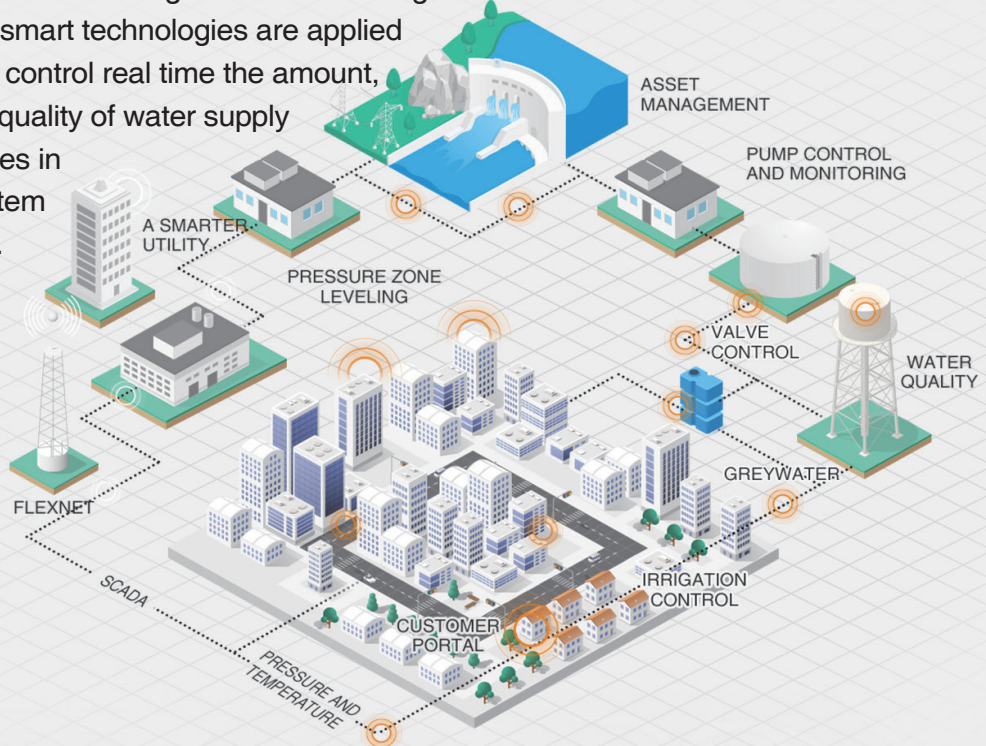 smart technologies are applied
control real time the amount,
quality of water supply
es in
tem
ASSET
MANAGEMENT
PUMP CONTROL
AND MONITORING
A SMARTER
UTILITY
PRESSURE ZONE
LEVELING
VALVE
CONTROL
WATER
QUALITY
GREYWATER
FLEXNET
SCADA
IRRIGATION
CONTROL
CUSTOMER
PORTAL
PRESSURE AND
TEMPERATURE